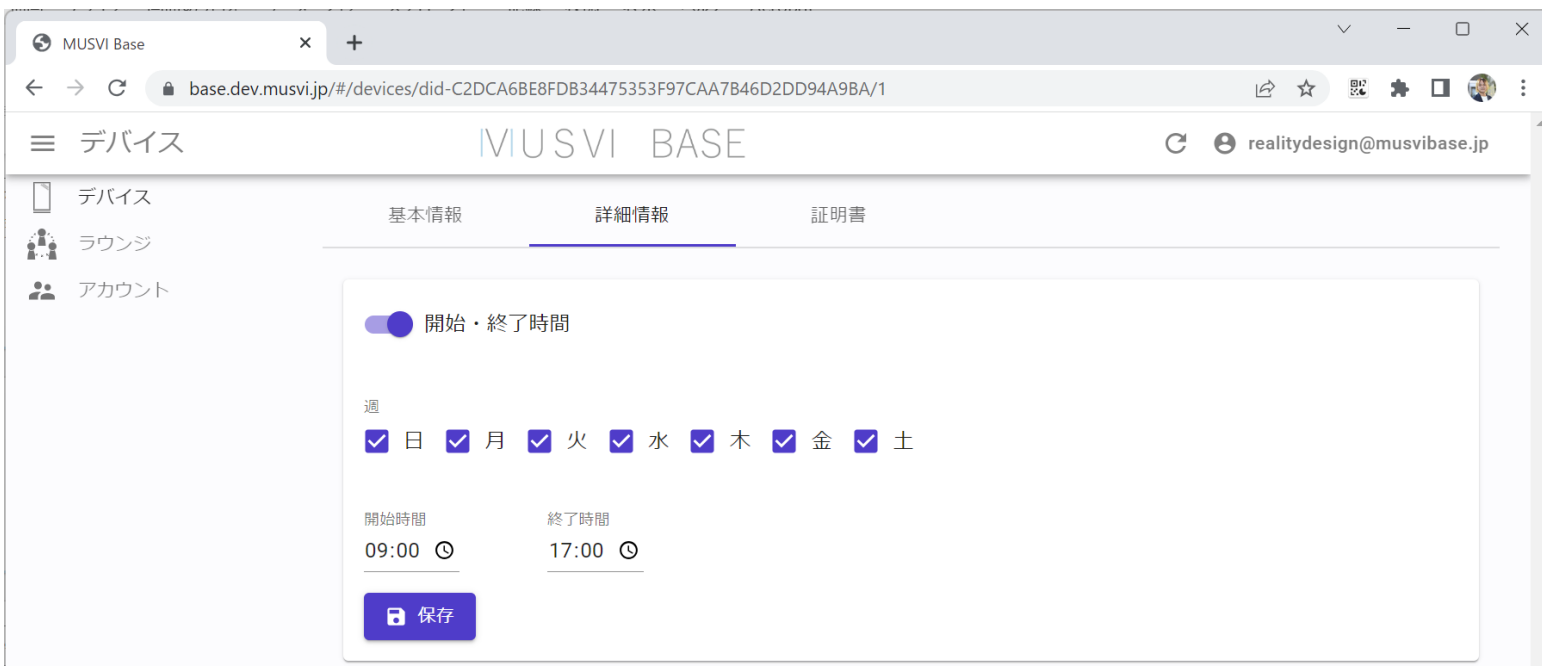 MUSVI Base
base.dev.musvi.jp/#/devices/did-C2DCA6BE8FDB34475353F97CAA7B46D2DD94A9BA/1
デバイス MUSVI BASE realitydesign@musvibase.jp
デバイス
ラウンジ
アカウント
基本情報 詳細情報 証明書
開始・終了時間
週
日 月 火 水 木 金 土
開始時間 終了時間
09:00 17:00
保存